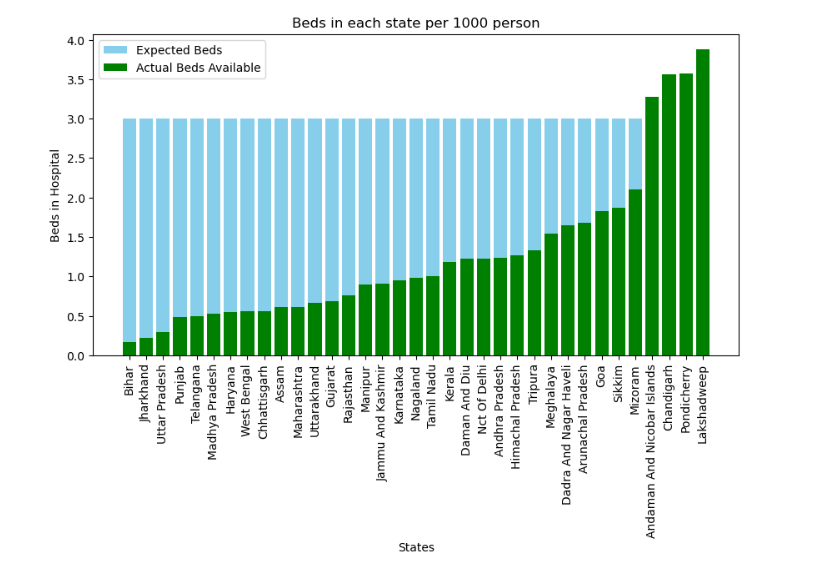 Beds in each state per 1000 person
Expected Beds
Actual Beds Available
Beds in Hospital
4.0
3.5
3.0
2.5
2.0
1.5
1.0
0.5
0.0
Bihar
Jharkhand
Uttar Pradesh
Punjab
Telangana
Madhya Pradesh
Haryana
West Bengal
Chhattisgarh
Assam
Maharashtra
Uttarakhand
Gujarat
Rajasthan
Manipur
Jammu And Kashmir
Karnataka
Nagaland
Tamil Nadu
Kerala
Daman And Diu
Nct Of Delhi
Andhra Pradesh
Himachal Pradesh
Tripura
Meghalaya
Dadra And Nagar Haveli
Arunachal Pradesh
Goa
Sikkim
Mizoram
Andaman And Nicobar Islands
Chandigarh
Pondicherry
Lakshadweep
States